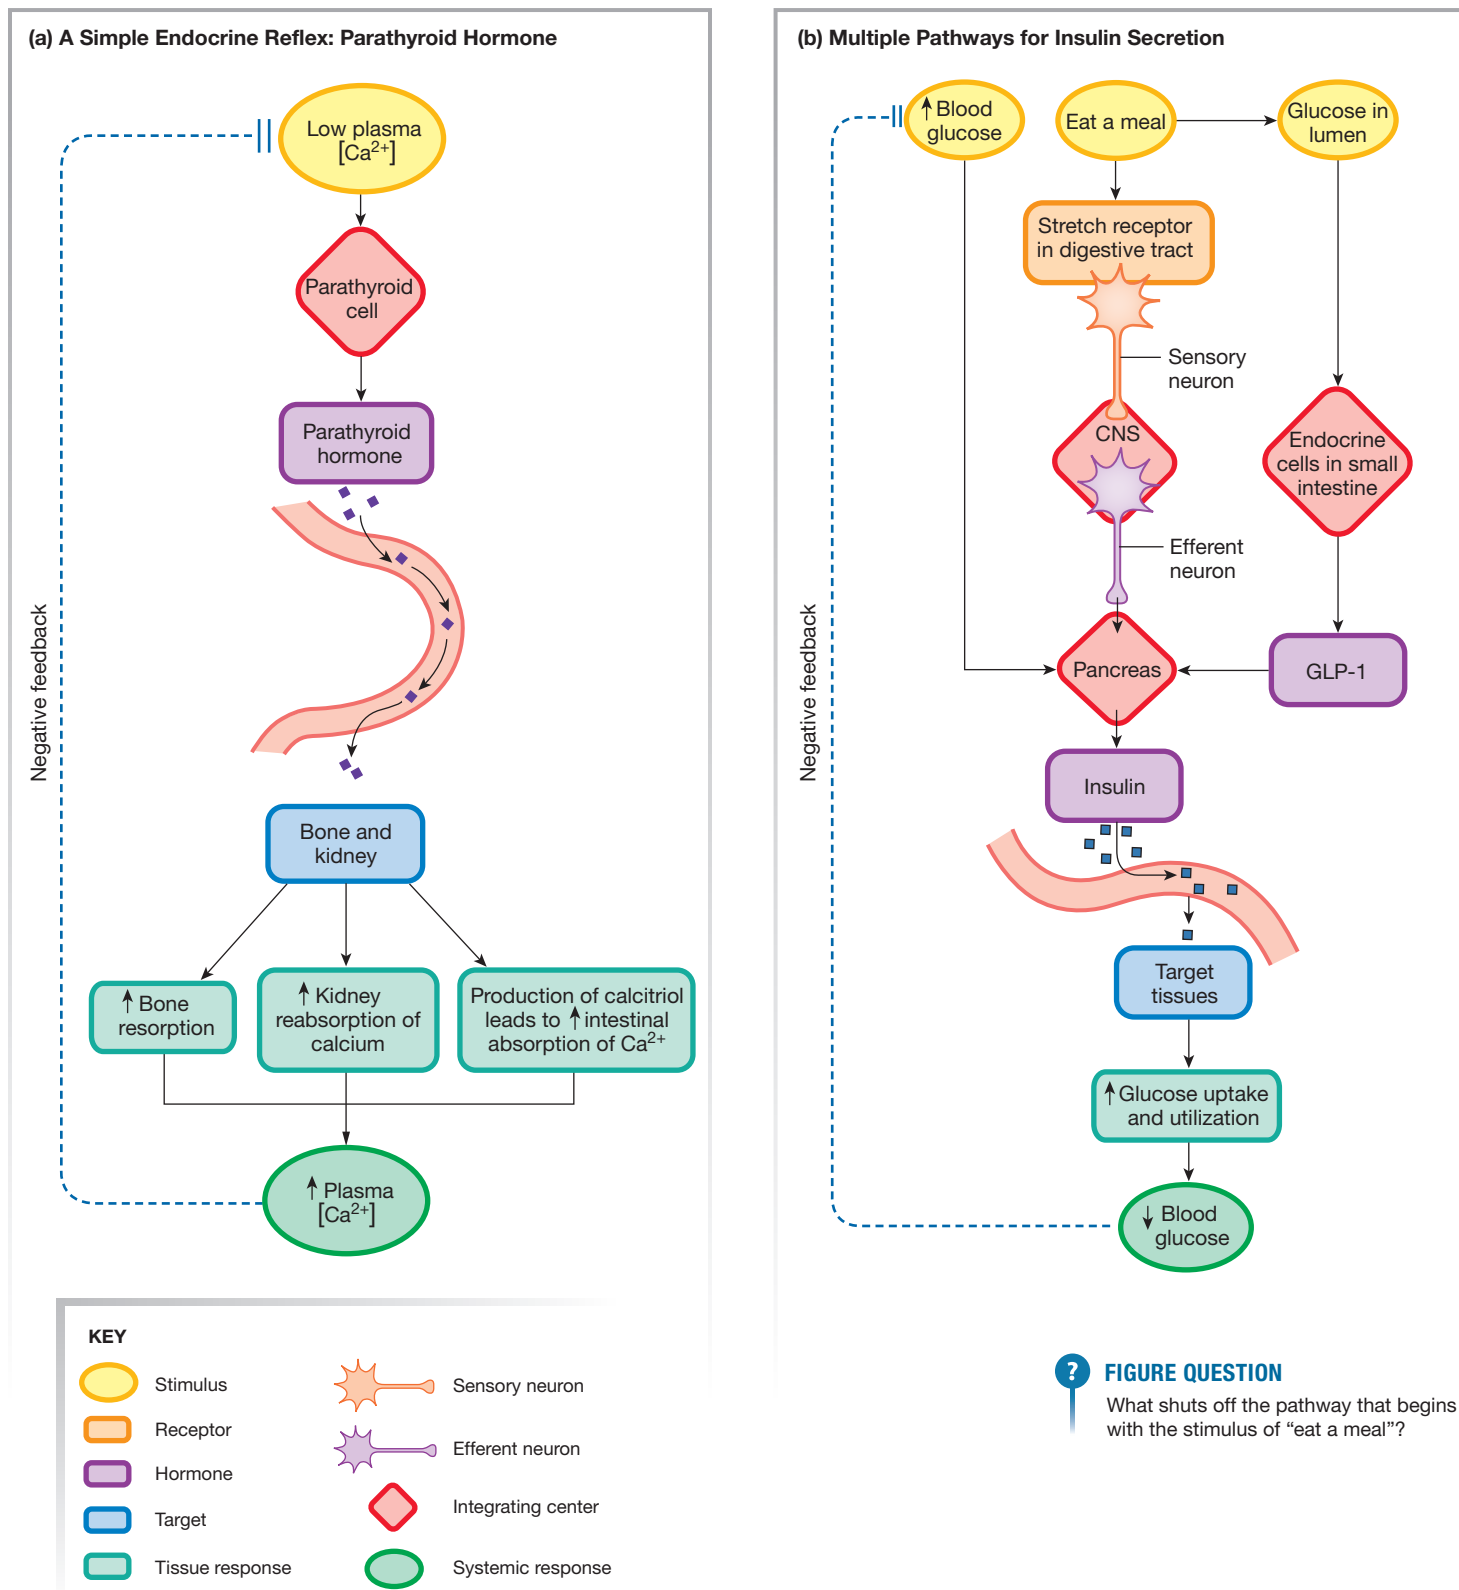 (a) A Simple Endocrine Reflex: Parathyroid Hormone
Low plasma
[Ca²⁺]
Parathyroid
cell
Parathyroid
hormone
Negative feedback
Bone and
kidney
↑ Bone
resorption
↑ Kidney
reabsorption of
calcium
Production of calcitriol
leads to ↑ intestinal
absorption of Ca²⁺
↑ Plasma
[Ca²⁺]
KEY
Stimulus
Receptor
Hormone
Target
Tissue response
Sensory neuron
Efferent neuron
Integrating center
Systemic response
(b) Multiple Pathways for Insulin Secretion
↑ Blood
glucose
Eat a meal
Glucose in
lumen
Stretch receptor
in digestive tract
Sensory
neuron
CNS
Endocrine
cells in small
intestine
Efferent
neuron
Pancreas
GLP-1
Negative feedback
Insulin
Target
tissues
↑ Glucose uptake
and utilization
↓ Blood
glucose
? FIGURE QUESTION
What shuts off the pathway that begins
with the stimulus of “eat a meal”?